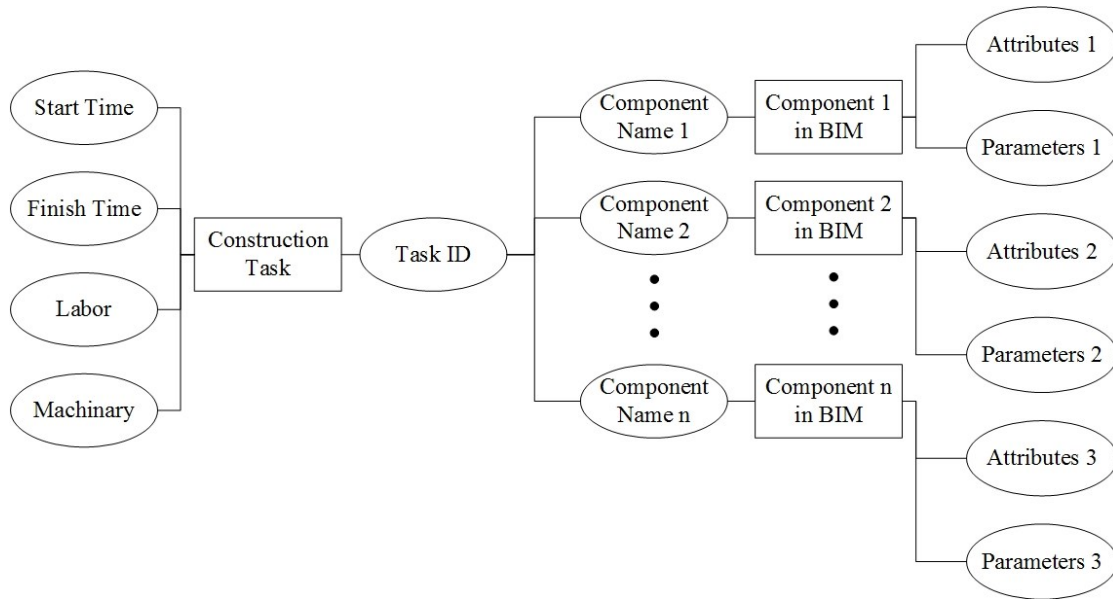 Start Time
Finish Time
Labor
Machinary
Construction
Task
Task ID
Component
Name 1
Component
Name 2
Component
Name n
Component 1
in BIM
Component 2
in BIM
Component n
in BIM
Attributes 1
Parameters 1
Attributes 2
Parameters 2
Attributes 3
Parameters 3